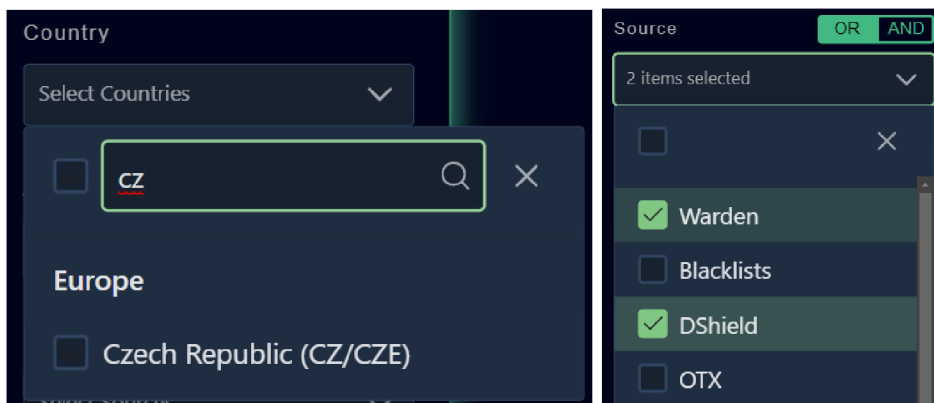 Country
Select Countries
cz
Europe
Czech Republic (CZ/CZE)
Source
OR AND
2 items selected
Warden
Blacklists
DShield
OTX